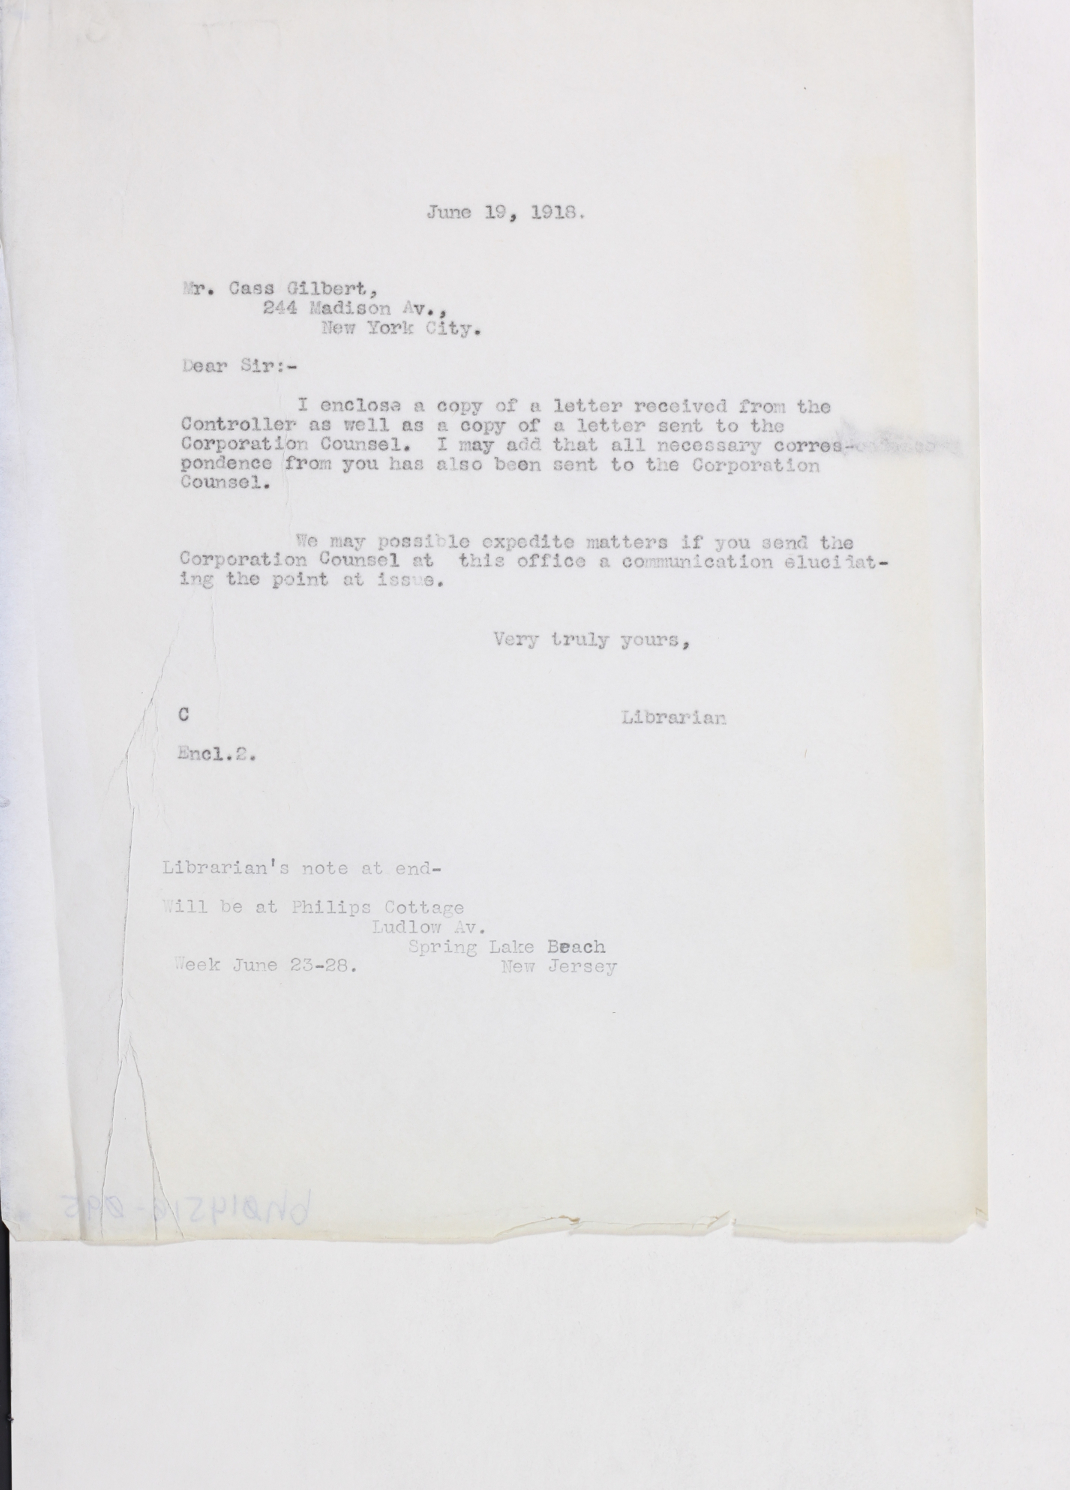 June 19, 1918.
Mr. Cass Gilbert,
244 Madison Av.,
New York City.
Dear Sir:-
I enclose a copy of a letter received from the
Controller as well as a copy of a letter sent to the
Corporation Counsel. I may add that all necessary corres-
pondence from you has also been sent to the Corporation
Counsel.
We may possible expedite matters if you send the
Corporation Counsel at this office a communication elucidat-
ing the point at issue.
Very truly yours,
C Librarian
Encl.2.
Librarian's note at end-
Will be at Philips Cottage
Ludlow Av.
Spring Lake Beach
Week June 23-28. New Jersey